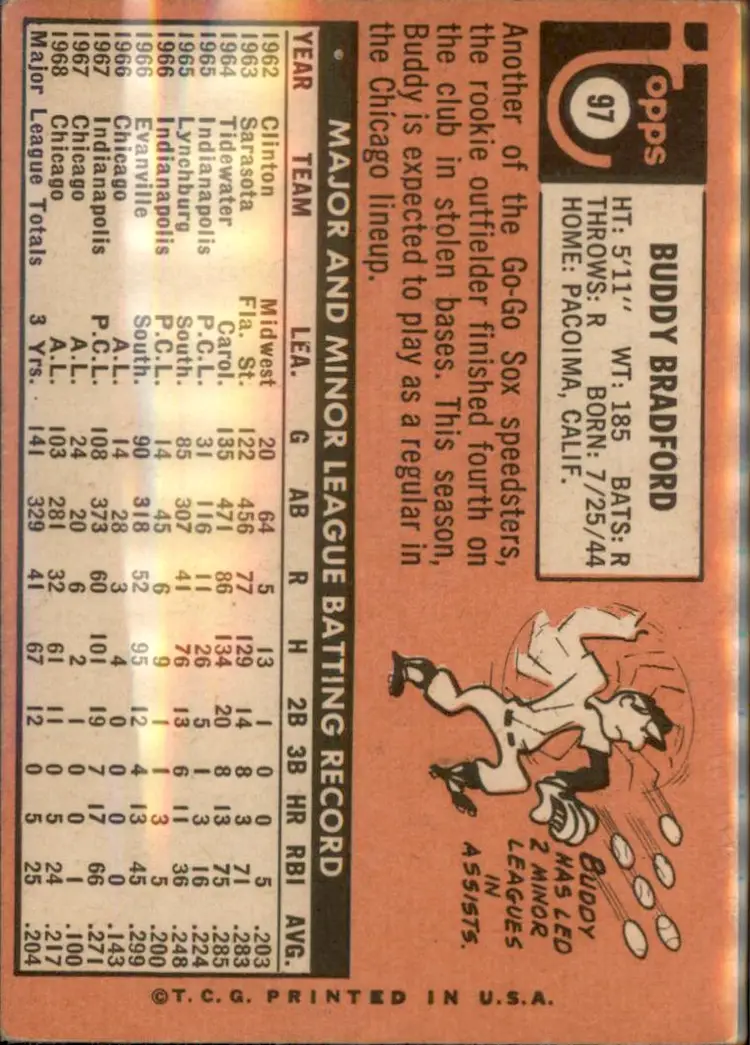 Topps
97
BUDDY BRADFORD
HT: 5'11" WT: 185 BATS: R
THROWS: R BORN: 7/25/44
HOME: PACOIMA, CALIF.
Another of the Go-Go Sox speedsters,
the rookie outfielder finished fourth on
the club in stolen bases. This season,
Buddy is expected to play as a regular in
the Chicago lineup.
BUDDY
HAS LED
2 MINOR
LEAGUES
IN
ASSISTS.
MAJOR AND MINOR LEAGUE BATTING RECORD
YEAR TEAM LEA. G AB R H 2B 3B HR RBI AVG.
1962 Clinton Midwest 20 64 5 13 1 0 0 5 .203
1963 Sarasota Fla. St. 122 456 77 129 14 8 3 71 .283
1964 Tidewater Carol. 135 471 86 134 20 8 13 75 .285
1965 Indianapolis P.C.L. 31 116 11 26 5 1 3 16 .224
1965 Lynchburg South. 85 307 41 76 13 6 11 36 .248
1966 Indianapolis P.C.L. 14 45 6 9 1 1 3 5 .200
1966 Evanville South. 90 318 52 95 12 4 13 45 .299
1966 Chicago A.L. 14 28 3 4 0 0 0 0 .143
1967 Indianapolis P.C.L. 108 373 60 101 19 7 17 66 .271
1967 Chicago A.L. 24 20 6 2 1 0 0 1 .100
1968 Chicago A.L. 103 281 32 61 11 0 5 24 .217
Major League Totals 3 Yrs. 141 329 41 67 12 0 5 25 .204
©T.C.G. PRINTED IN U.S.A.